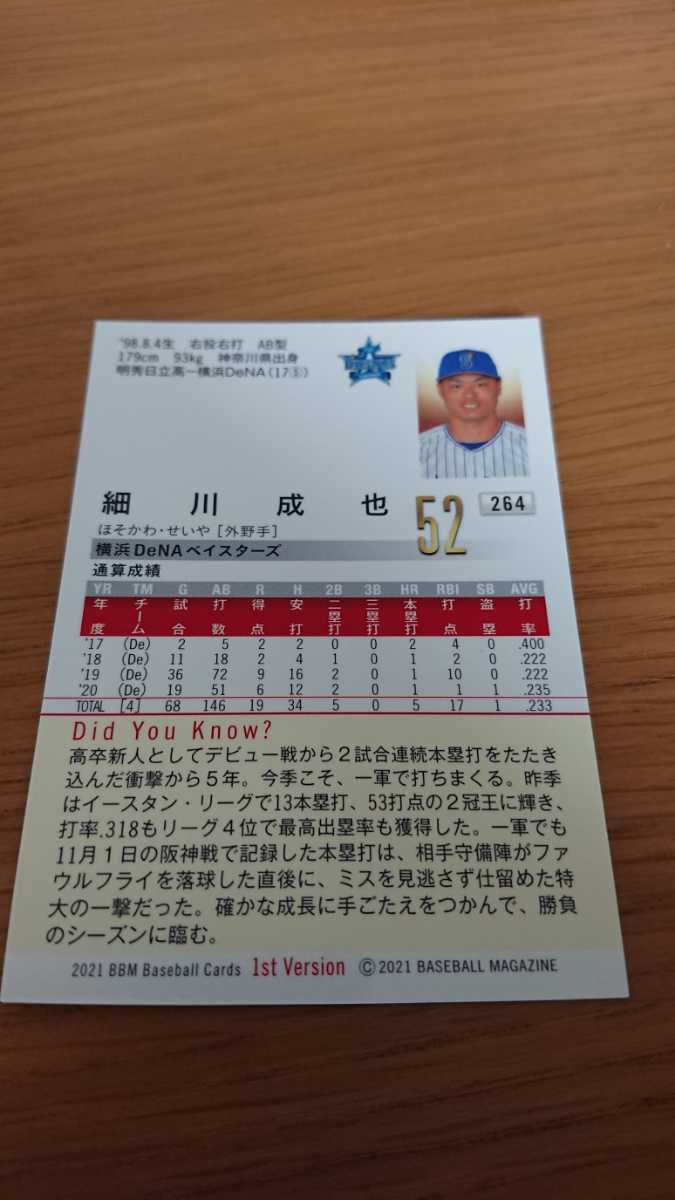 '98.8.4生 右投右打 AB型
179cm 93kg 神奈川県出身
明秀日立高ー横浜DeNA(17⑤)
細川成也 52 264
ほそかわ・せいや [外野手]
横浜DeNAベイスターズ
通算成績
YR TM G AB R H 2B 3B HR RBI SB AVG
年度 チーム 試合 打数 得点 安打 二塁打 三塁打 本塁打 打点 盗塁 打率
'17 (De) 2 5 2 2 0 0 2 4 0 .400
'18 (De) 11 18 2 4 1 0 1 2 0 .222
'19 (De) 36 72 9 16 2 0 1 10 0 .222
'20 (De) 19 51 6 12 2 0 1 1 1 .235
TOTAL [4] 68 146 19 34 5 0 5 17 1 .233
Did You Know?
高卒新人としてデビュー戦から2試合連続本塁打をたたき
込んだ衝撃から5年。今季こそ、一軍で打ちまくる。昨季
はイースタン・リーグで13本塁打、53打点の2冠王に輝き、
打率.318もリーグ4位で最高出塁率も獲得した。一軍でも
11月1日の阪神戦で記録した本塁打は、相手守備陣がファ
ウルフライを落球した直後に、ミスを見逃さず仕留めた特
大の一撃だった。確かな成長に手ごたえをつかんで、勝負
のシーズンに臨む。
2021 BBM Baseball Cards 1st Version ©2021 BASEBALL MAGAZINE